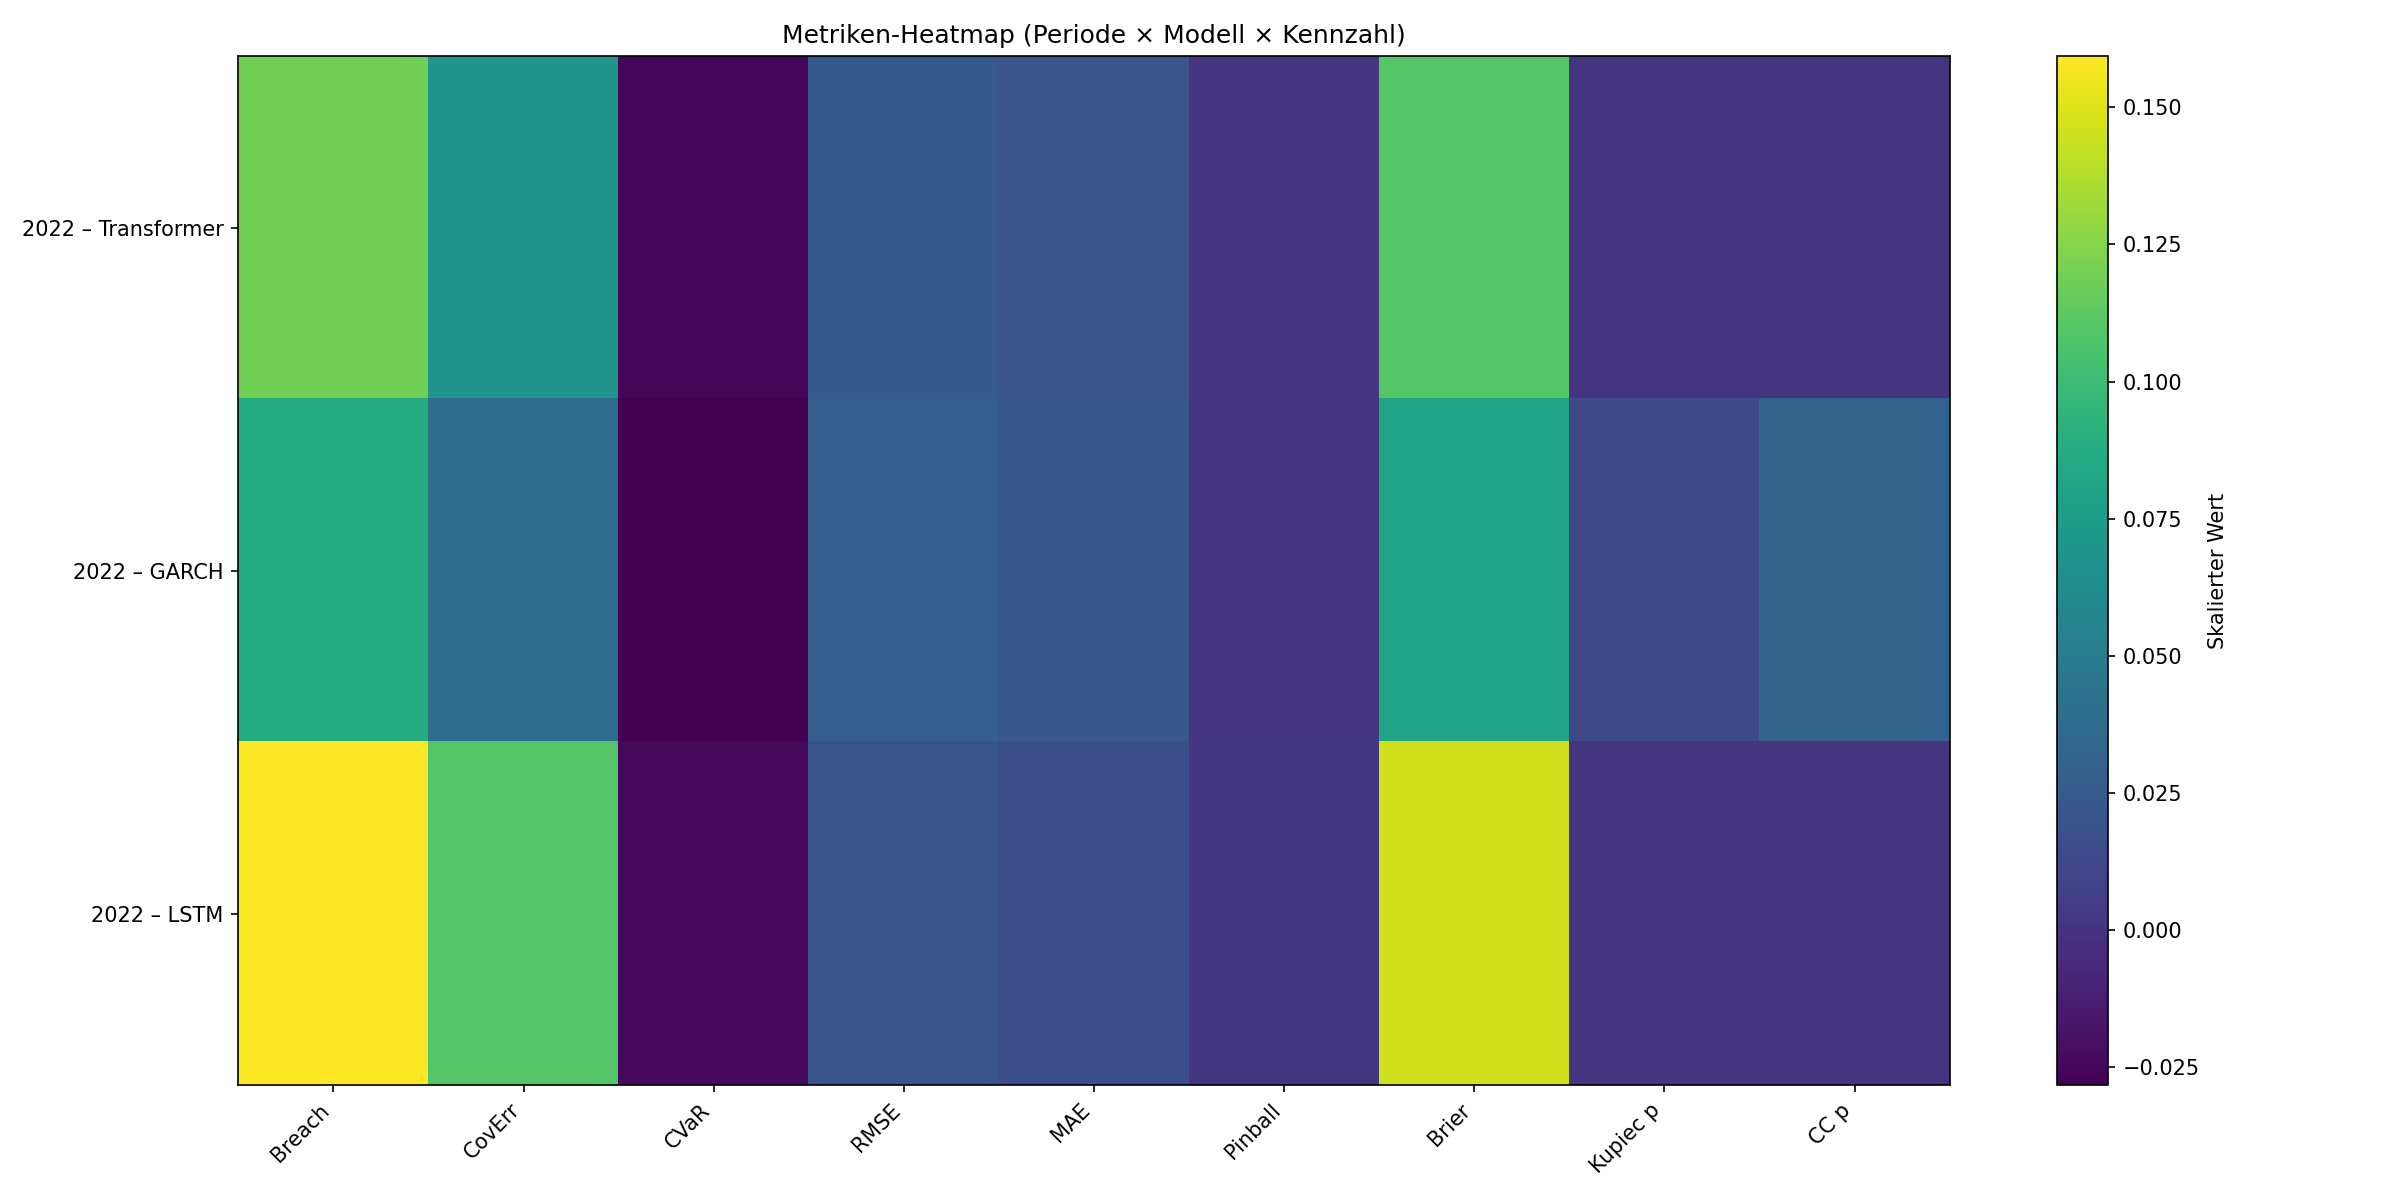 Metriken-Heatmap (Periode × Modell × Kennzahl)
2022 – Transformer
2022 – GARCH
2022 – LSTM
Breach
CovErr
CVaR
RMSE
MAE
Pinball
Brier
Kupiec p
CC p
0.150
0.125
0.100
0.075
0.050
0.025
0.000
−0.025
Skalierter Wert